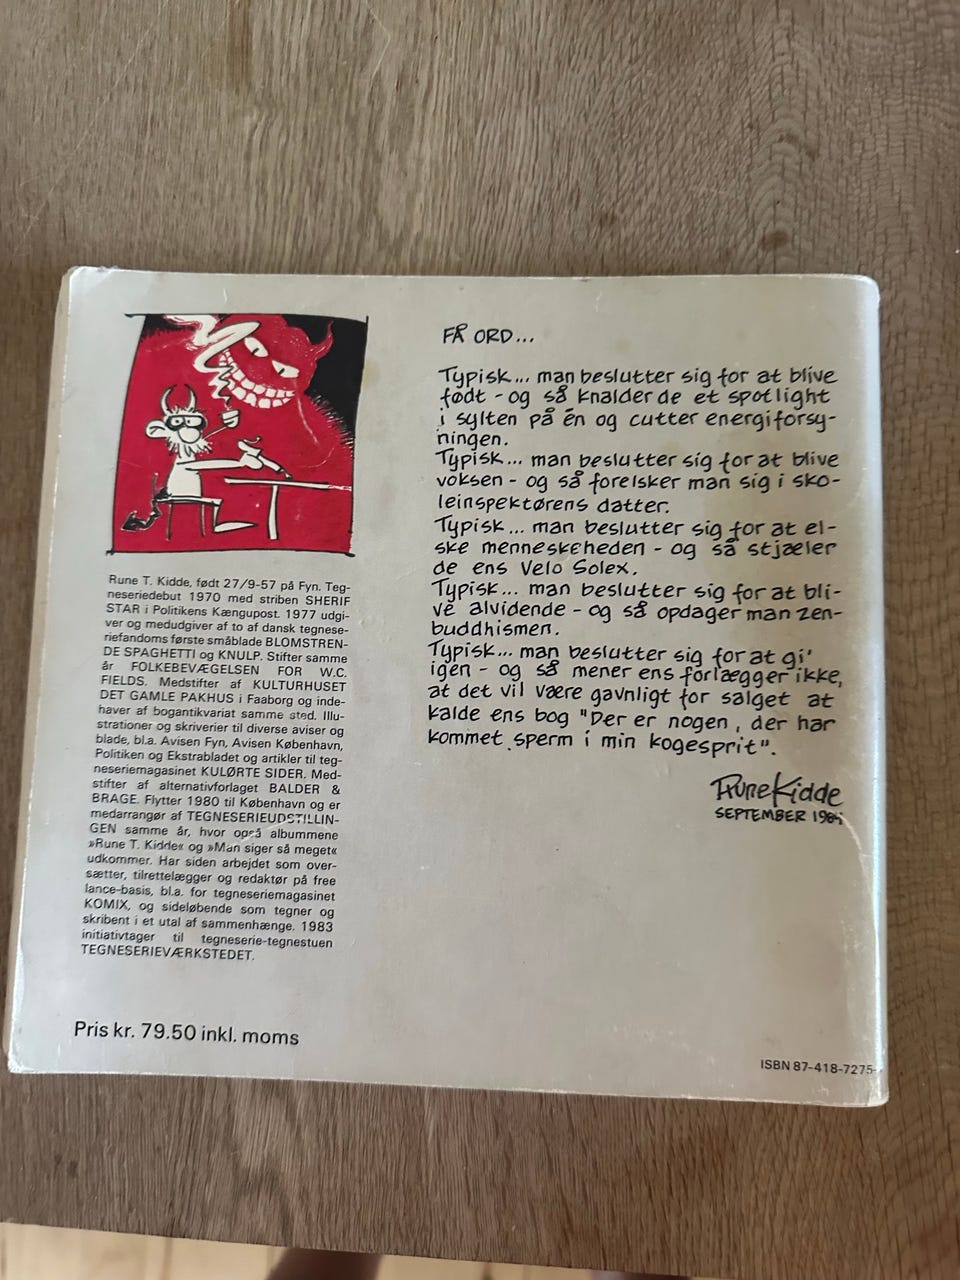 Rune T. Kidde, født 27/9-57 på Fyn. Teg-
neseriedebut 1970 med striben SHERIF
STAR i Politikens Kængupost. 1977 udgi-
ver og medudgiver af to af dansk tegnese-
riefandoms første småblade BLOMSTREN-
DE SPAGHETTI og KNULP. Stifter samme
år FOLKEBEVÆGELSEN FOR W.C.
FIELDS. Medstifter af KULTURHUSET
DET GAMLE PAKHUS i Faaborg og inde-
haver af bogantikvariat samme sted. Illu-
strationer og skriverier til diverse aviser og
blade, bl.a. Avisen Fyn, Avisen København,
Politiken og Ekstrabladet og artikler til teg-
neseriemagasinet KULØRTE SIDER. Med-
stifter af alternativforlaget BALDER &
BRAGE. Flytter 1980 til København og er
medarrangør af TEGNESERIEUDSTILLIN-
GEN samme år, hvor også albummene
»Rune T. Kidde« og »Man siger så meget«
udkommer. Har siden arbejdet som over-
sætter, tilrettelægger og redaktør på free
lance-basis, bl.a. for tegneseriemagasinet
KOMIX, og sideløbende som tegner og
skribent i et utal af sammenhænge. 1983
initiativtager til tegneserie-tegnestuen
TEGNESERIEVÆRKSTEDET.
Pris kr. 79.50 inkl. moms
FÅ ORD...
Typisk... man beslutter sig for at blive
født - og så knalder de et spotlight
i sylten på én og cutter energiforsy-
ningen.
Typisk... man beslutter sig for at blive
voksen - og så forelsker man sig i sko-
leinspektørens datter.
Typisk... man beslutter sig for at el-
ske menneskeheden - og så stjæler
de ens Velo Solex.
Typisk... man beslutter sig for at bli-
ve alvidende - og så opdager man zen-
buddhismen.
Typisk... man beslutter sig for at gi'
igen - og så mener ens forlægger ikke,
at det vil være gavnligt for salget at
kalde ens bog "Der er nogen, der har
kommet sperm i min kogesprit".
Rune Kidde
SEPTEMBER 1984
ISBN 87-418-7275-